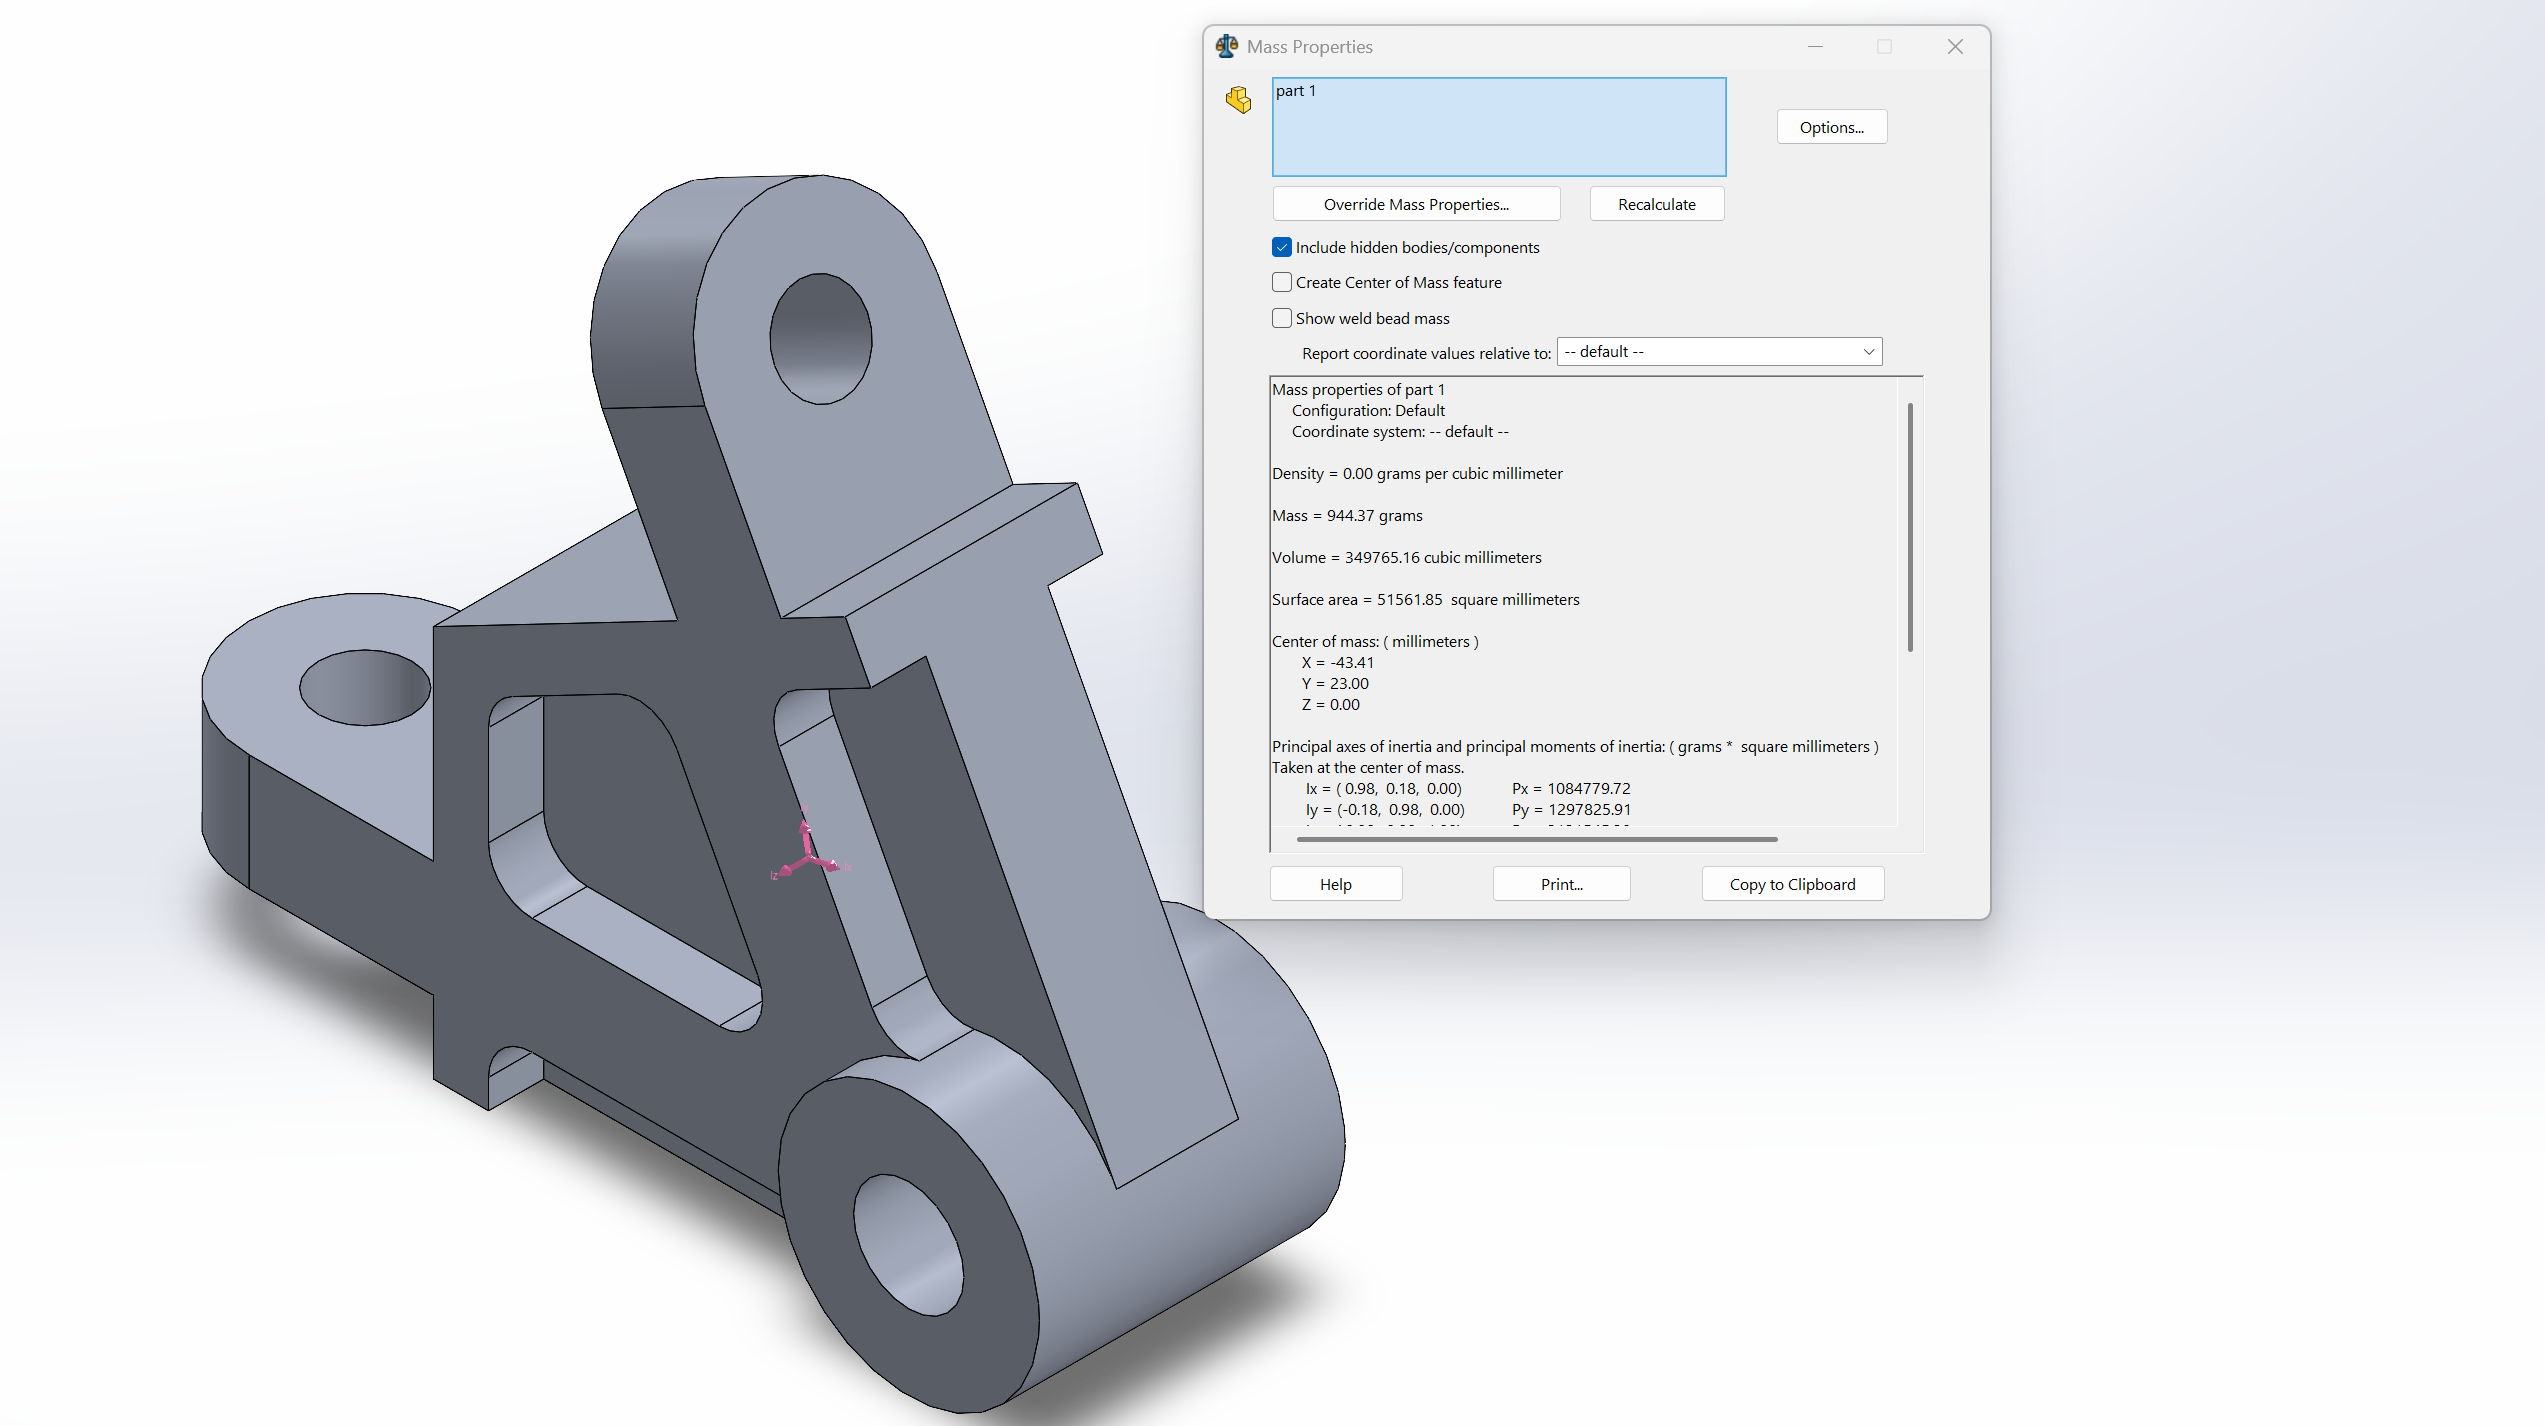 Mass Properties
part 1
Options...
Override Mass Properties...
Recalculate
Include hidden bodies/components
Create Center of Mass feature
Show weld bead mass
Report coordinate values relative to: -- default --
Mass properties of part 1
Configuration: Default
Coordinate system: -- default --
Density = 0.00 grams per cubic millimeter
Mass = 944.37 grams
Volume = 349765.16 cubic millimeters
Surface area = 51561.85 square millimeters
Center of mass: ( millimeters )
X = -43.41
Y = 23.00
Z = 0.00
Principal axes of inertia and principal moments of inertia: ( grams * square millimeters )
Taken at the center of mass.
Ix = ( 0.98, 0.18, 0.00) Px = 1084779.72
Iy = (-0.18, 0.98, 0.00) Py = 1297825.91
Help
Print...
Copy to Clipboard
Iz